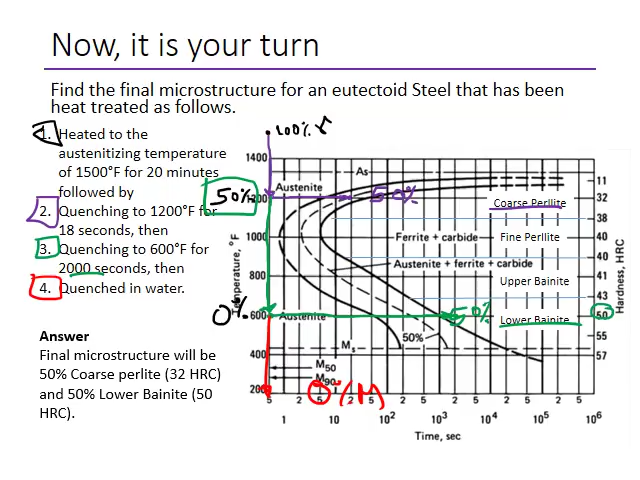 Now, it is your turn
Find the final microstructure for an eutectoid Steel that has been
heat treated as follows.
1. Heated to the
austenitizing temperature
of 1500°F for 20 minutes
followed by
2. Quenching to 1200°F for
18 seconds, then
3. Quenching to 600°F for
2000 seconds, then
4. Quenched in water.
Answer
Final microstructure will be
50% Coarse perlite (32 HRC)
and 50% Lower Bainite (50
HRC).
100% γ
50%
0%
50%
50%
0% M
Temperature, °F
1400
1200
1000
800
600
400
200
As
Austenite
Ferrite + carbide
Austenite + ferrite + carbide
Austenite
50%
Ms
M50
M90
Coarse Perllite
Fine Perllite
Upper Bainite
Lower Bainite
11
32
38
40
40
41
43
50
55
57
Hardness, HRC
5 2 5 2 5 2 5 2 5 2 5 2 5
1 10 10² 10³ 10⁴ 10⁵ 10⁶
Time, sec